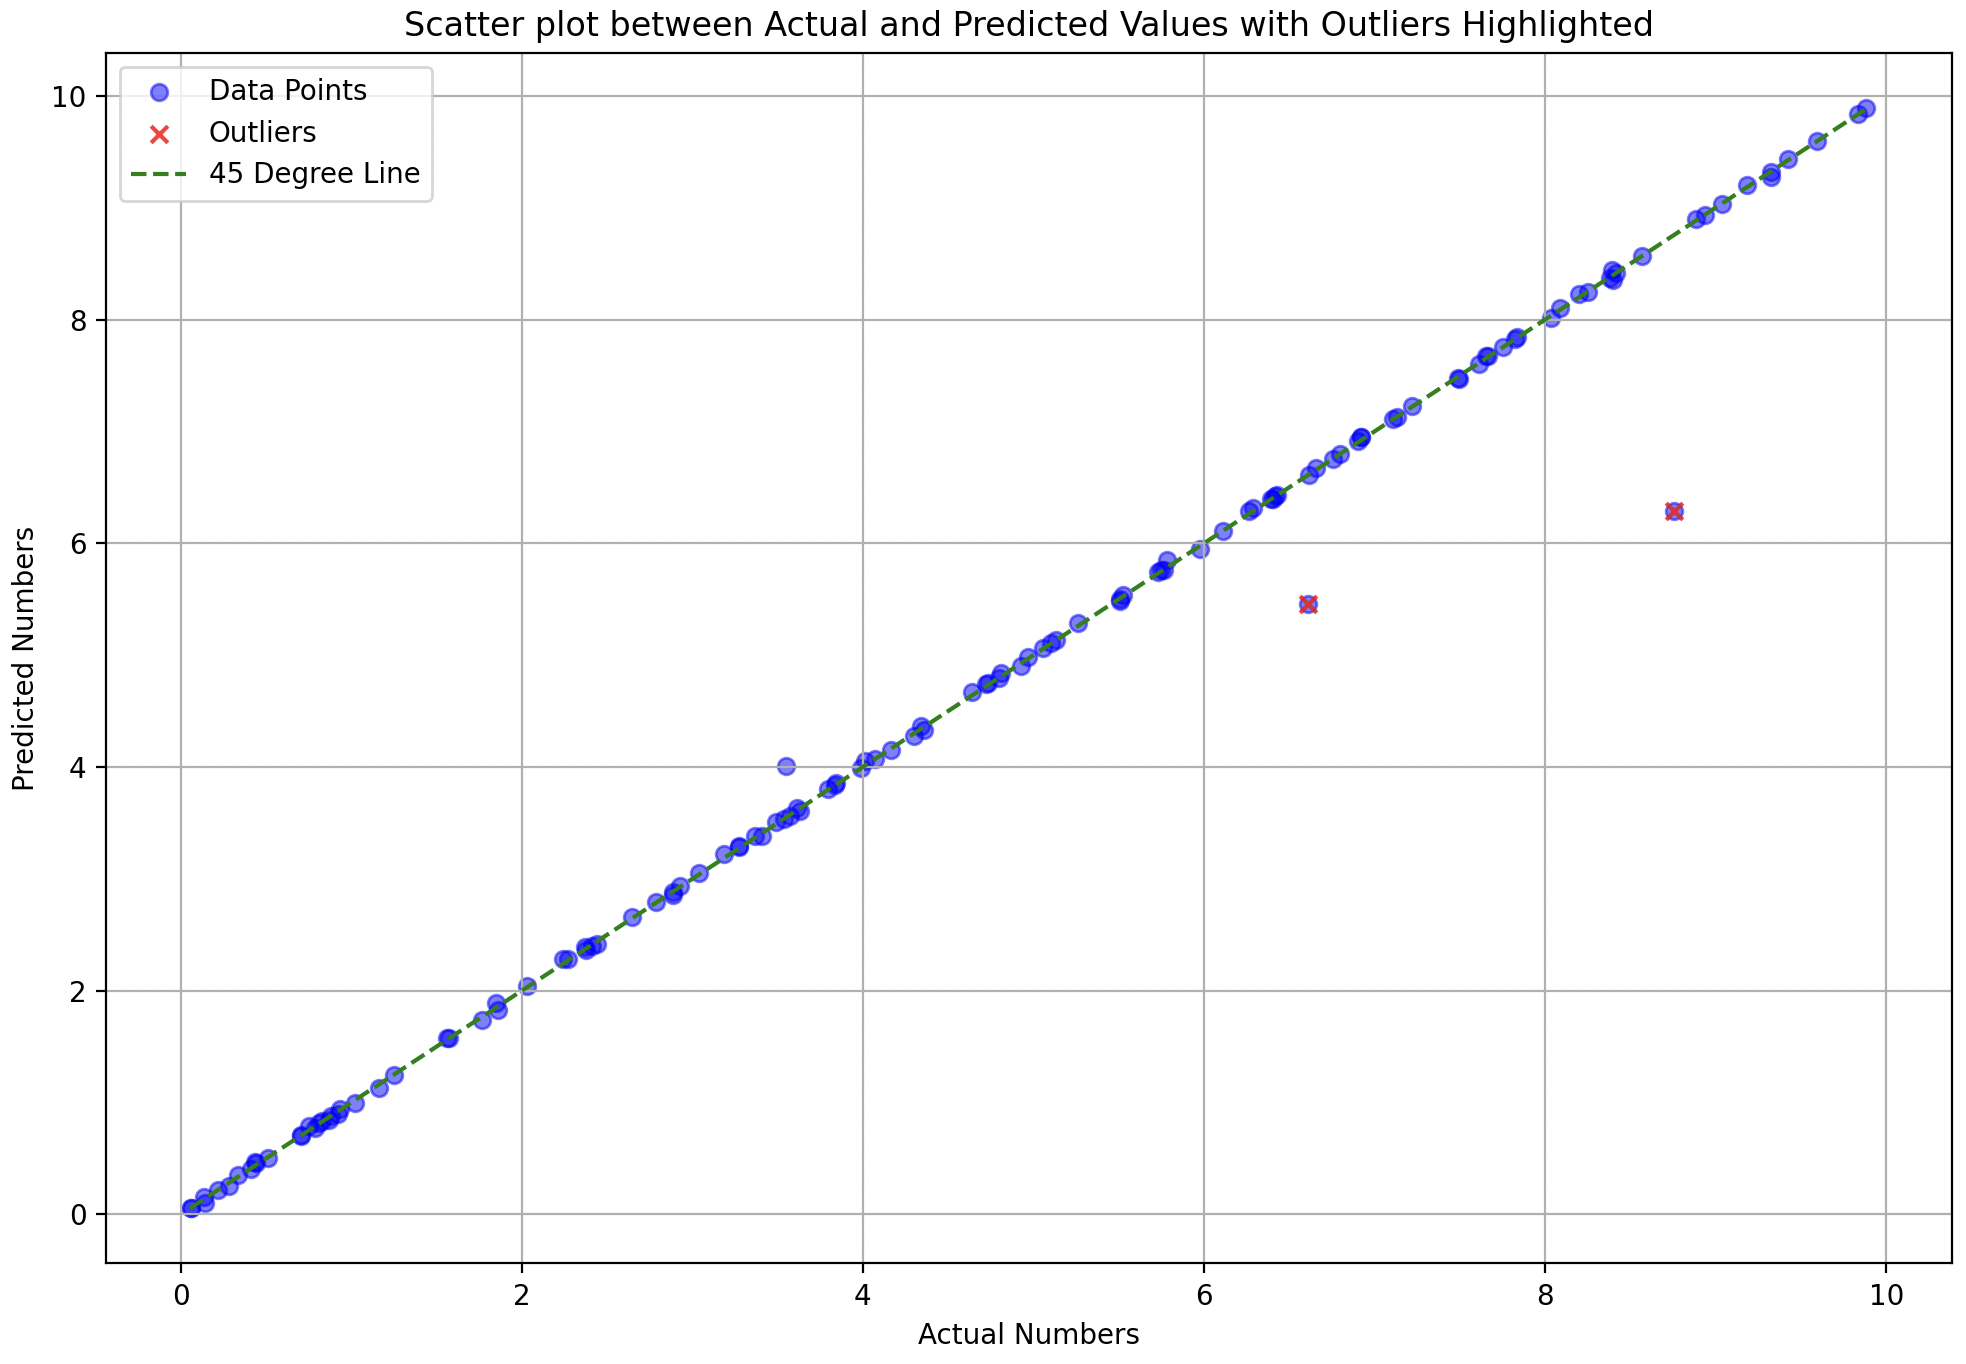 Scatter plot between Actual and Predicted Values with Outliers Highlighted
Data Points
Outliers
45 Degree Line
10
8
6
4
2
0
Predicted Numbers
0
2
4
6
8
10
Actual Numbers